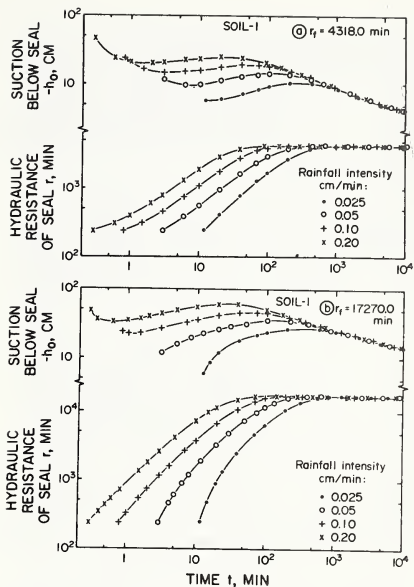 SOIL-1
ⓐ r_f = 4318.0 min
SUCTION
BELOW SEAL
-h₀, CM
10
HYDRAULIC
RESISTANCE
OF SEAL r, MIN
10³
10²
Rainfall intensity
cm/min:
• 0.025
o 0.05
+ 0.10
x 0.20
1 10 10² 10³ 10⁴
SOIL-1
ⓑ r_f = 17270.0
min
SUCTION
BELOW SEAL
-h₀, CM
10
HYDRAULIC
RESISTANCE
OF SEAL r, MIN
10⁴
10³
10²
Rainfall intensity
cm/min:
• 0.025
o 0.05
+ 0.10
x 0.20
1 10 10² 10³ 10⁴
TIME t, MIN